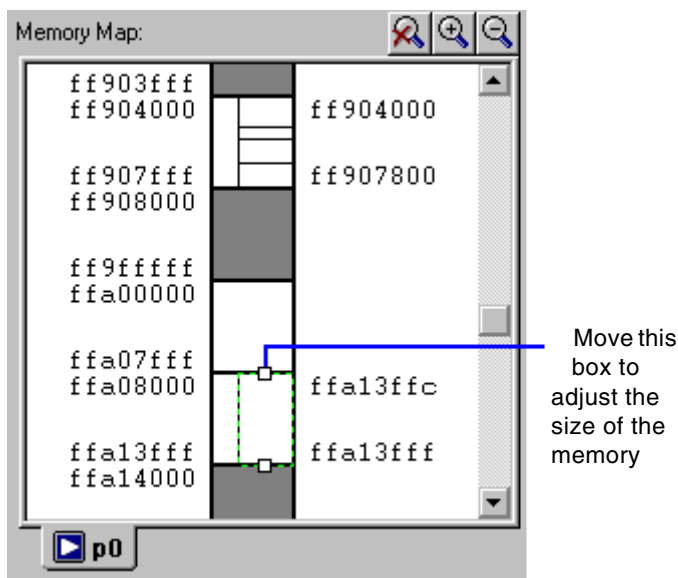 Memory Map:
ff903fff
ff904000 ff904000
ff907fff ff907800
ff908000
ff9fffff
ffa00000
ffa07fff
ffa08000 ffa13ffc
ffa13fff ffa13fff
ffa14000
p0
Move this
box to
adjust the
size of the
memory